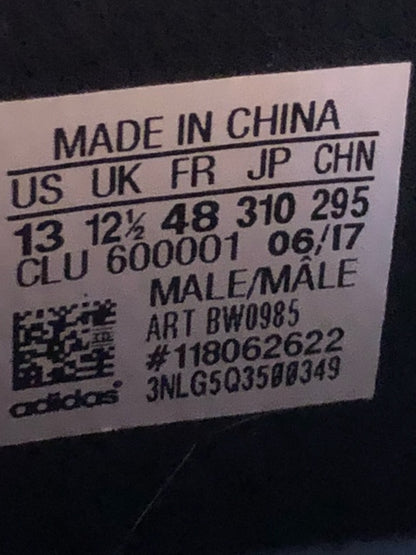 MADE IN CHINA
US UK FR JP CHN
13 12½ 48 310 295
CLU 600001 06/17
MALE/MÂLE
ART BW0985
#118062622
3NLG5Q3500349
adidas